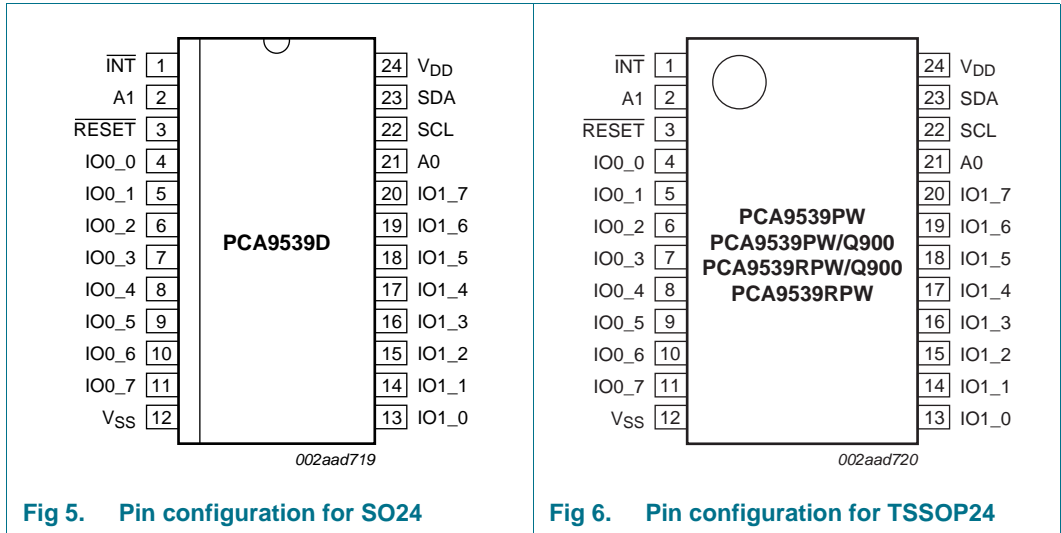 INT 1 24 VDD
A1 2 23 SDA
RESET 3 22 SCL
IO0_0 4 21 A0
IO0_1 5 20 IO1_7
IO0_2 6 19 IO1_6
IO0_3 7 18 IO1_5
IO0_4 8 17 IO1_4
IO0_5 9 16 IO1_3
IO0_6 10 15 IO1_2
IO0_7 11 14 IO1_1
VSS 12 13 IO1_0
PCA9539D
002aad719
Fig 5. Pin configuration for SO24
INT 1 24 VDD
A1 2 23 SDA
RESET 3 22 SCL
IO0_0 4 21 A0
IO0_1 5 20 IO1_7
IO0_2 6 19 IO1_6
IO0_3 7 18 IO1_5
IO0_4 8 17 IO1_4
IO0_5 9 16 IO1_3
IO0_6 10 15 IO1_2
IO0_7 11 14 IO1_1
VSS 12 13 IO1_0
PCA9539PW
PCA9539PW/Q900
PCA9539RPW/Q900
PCA9539RPW
002aad720
Fig 6. Pin configuration for TSSOP24